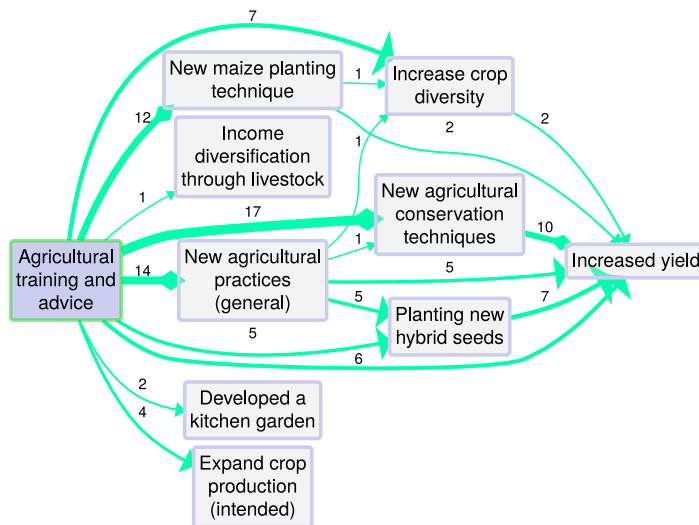 7
New maize planting
technique
1
Increase crop
diversity
12
2
2
Income
diversification
through livestock
1
1
17
New agricultural
conservation
techniques
10
Agricultural
training and
advice
14
New agricultural
practices
(general)
1
5
Increased yield
5
7
Planting new
hybrid seeds
5
6
2
Developed a
kitchen garden
4
Expand crop
production
(intended)